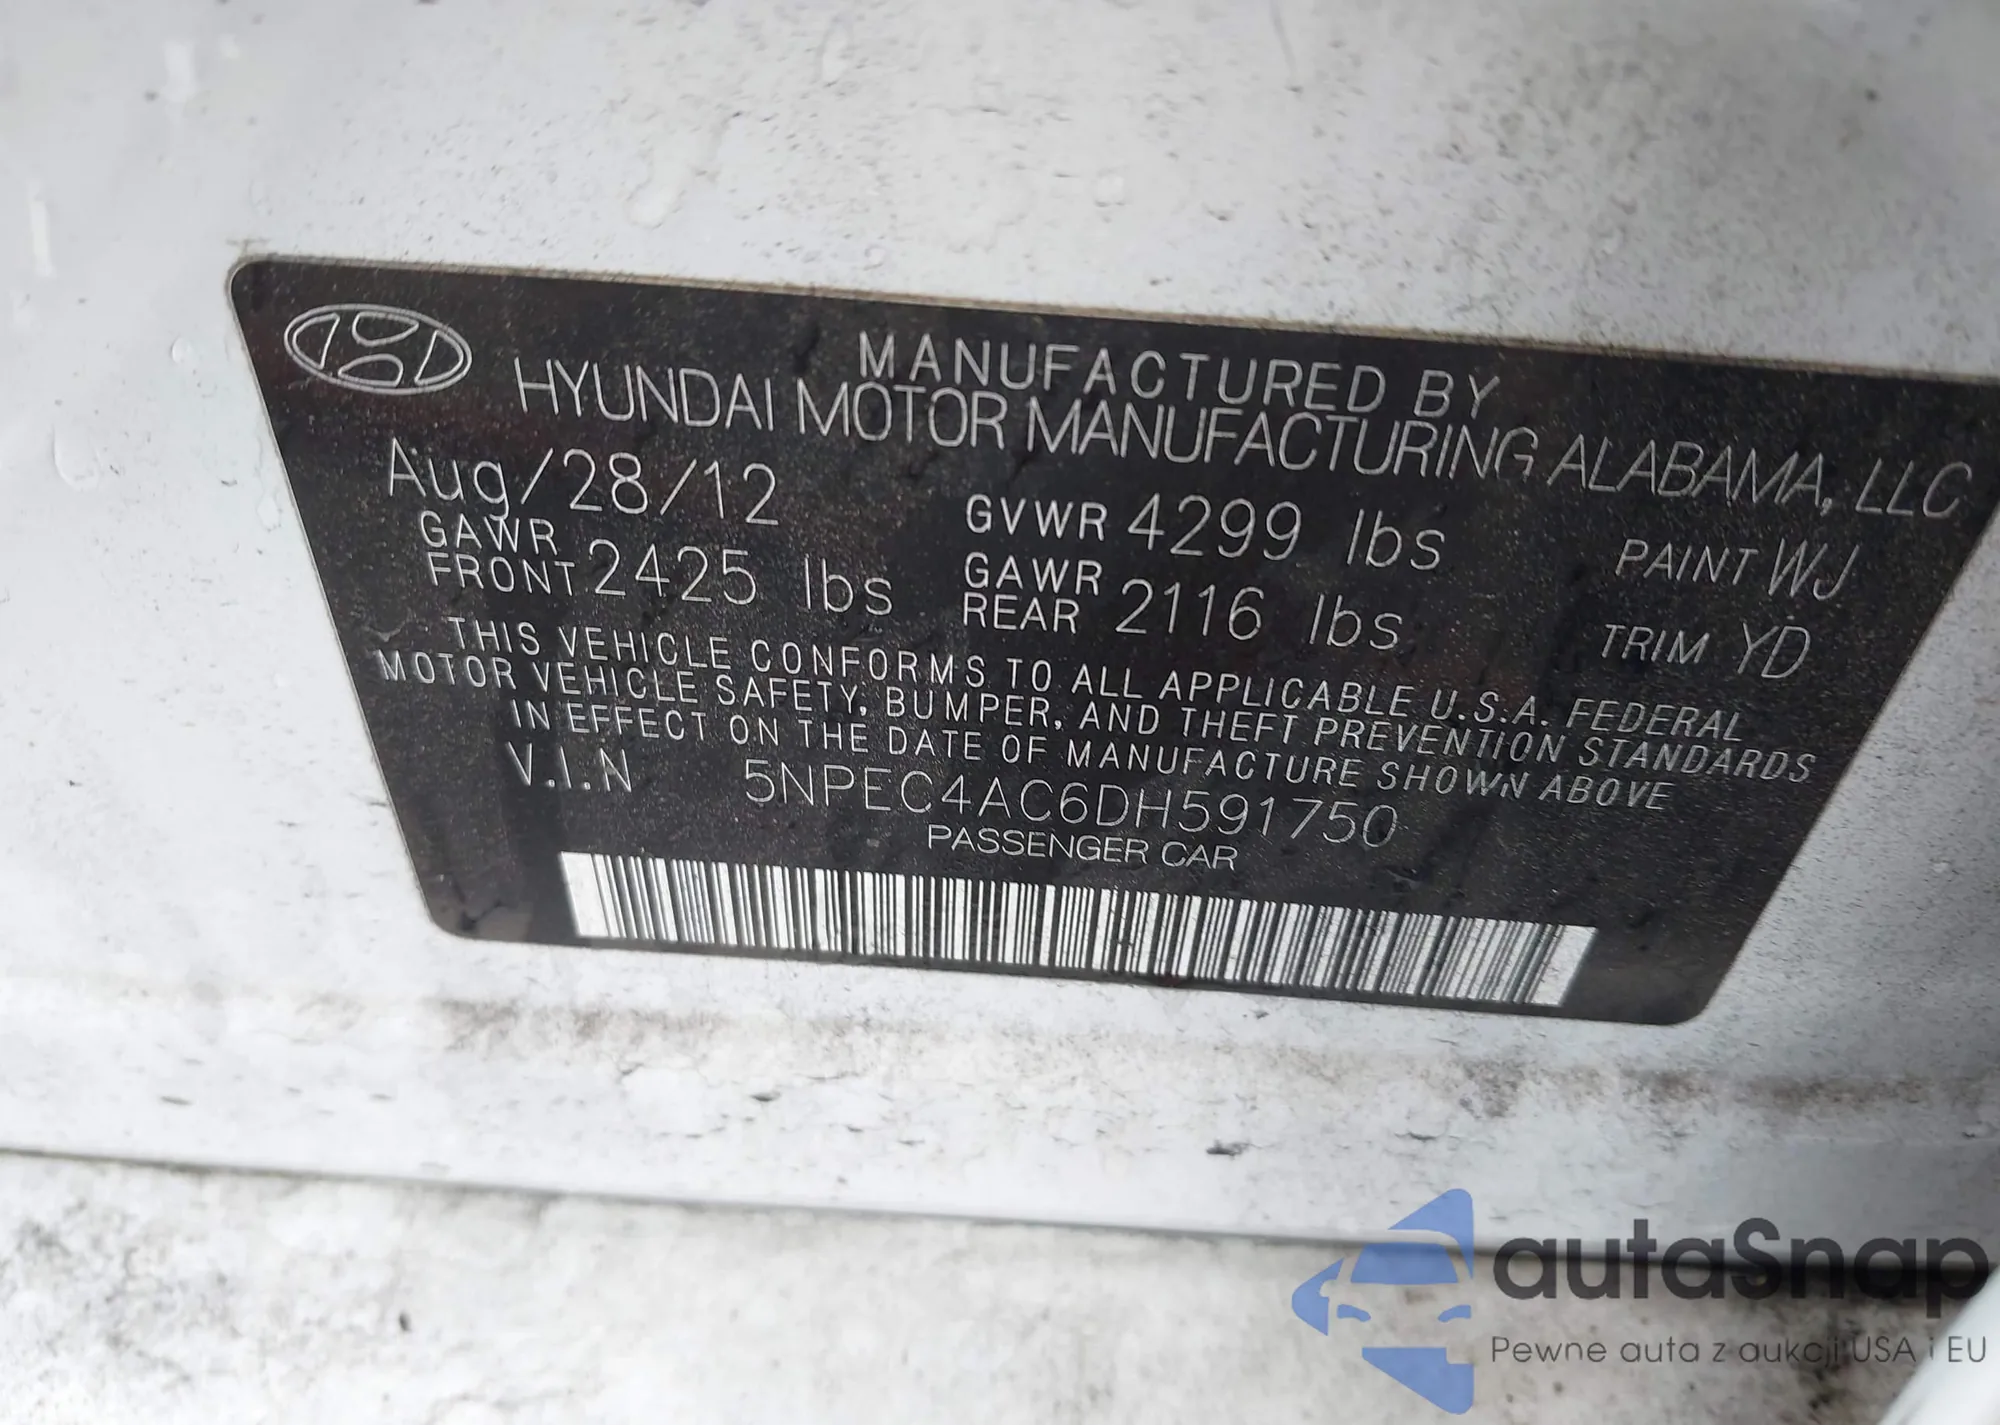 MANUFACTURED BY
HYUNDAI MOTOR MANUFACTURING ALABAMA, LLC
Aug/28/12 GVWR 4299 lbs PAINT WJ
GAWR FRONT 2425 lbs GAWR REAR 2116 lbs TRIM YD
THIS VEHICLE CONFORMS TO ALL APPLICABLE U.S.A. FEDERAL
MOTOR VEHICLE SAFETY, BUMPER, AND THEFT PREVENTION STANDARDS
IN EFFECT ON THE DATE OF MANUFACTURE SHOWN ABOVE
V.I.N 5NPEC4AC6DH591750
PASSENGER CAR
autaSnap
Pewne auta z aukcji USA i EU